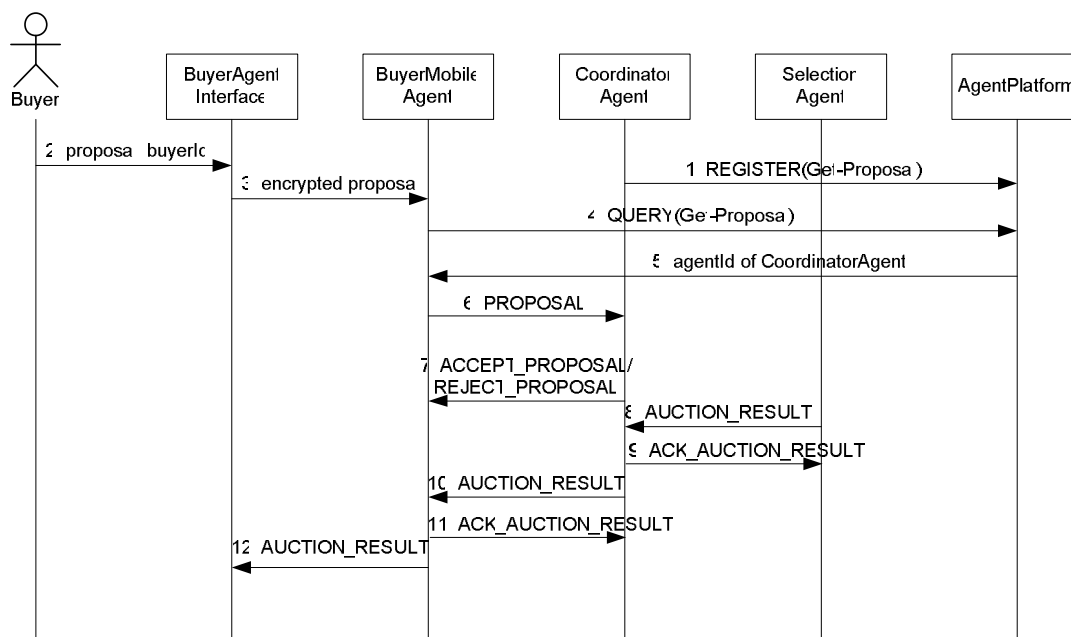 Buyer
BuyerAgent
Interface
BuyerMobile
Agent
Coordinator
Agent
Selection
Agent
AgentPlatform
2 proposal buyerId
1 REGISTER(Get-Proposal)
3 encrypted proposal
4 QUERY(Get-Proposal)
5 agentId of CoordinatorAgent
6 PROPOSAL
7 ACCEPT_PROPOSAL/
REJECT_PROPOSAL
8 AUCTION_RESULT
9 ACK_AUCTION_RESULT
10 AUCTION_RESULT
11 ACK_AUCTION_RESULT
12 AUCTION_RESULT